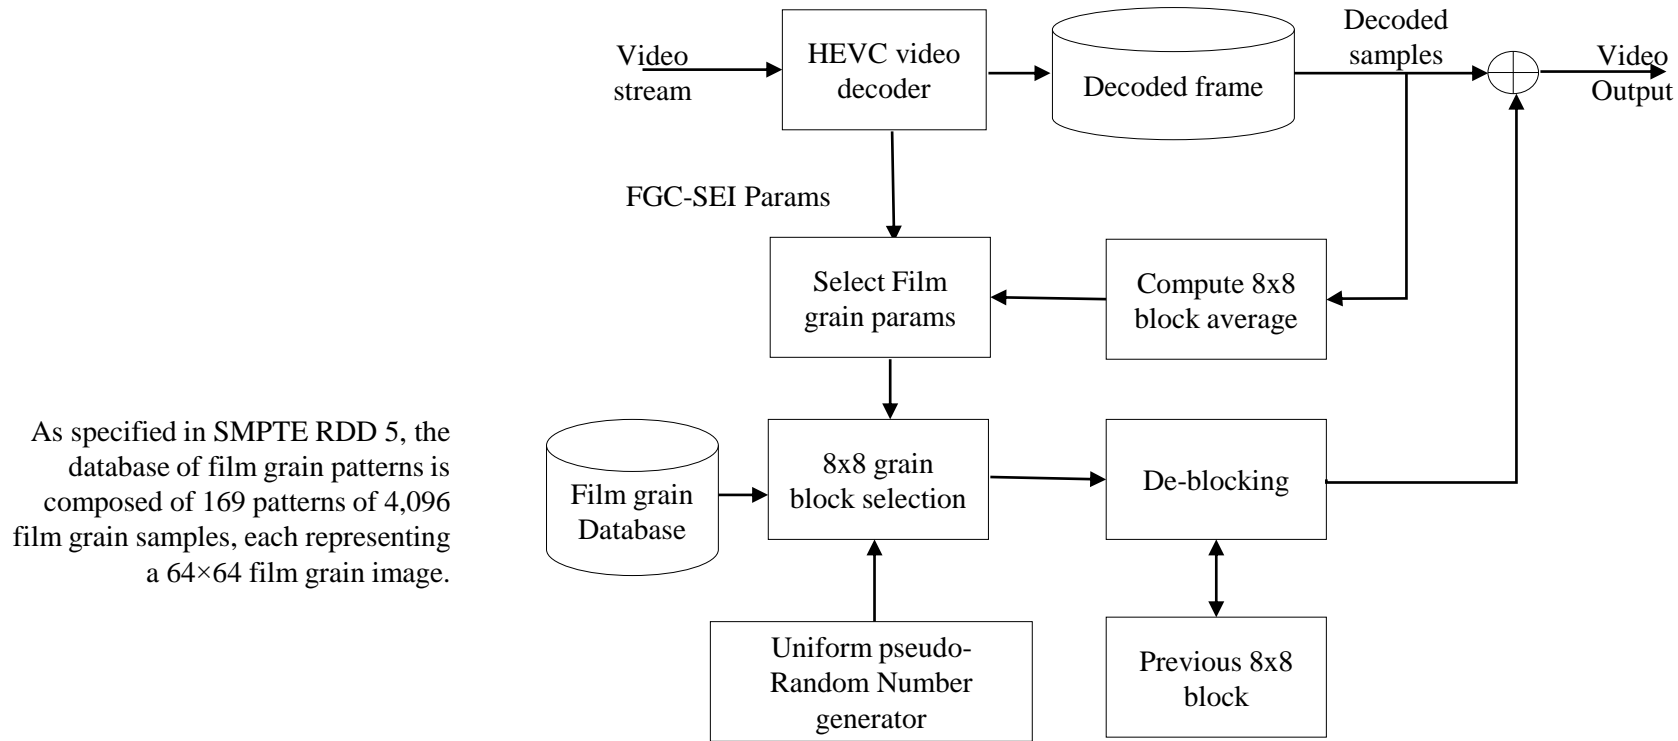 Video
stream
HEVC video
decoder
Decoded frame
Decoded
samples
Video
Output
FGC-SEI Params
Select Film
grain params
Compute 8x8
block average
As specified in SMPTE RDD 5, the
database of film grain patterns is
composed of 169 patterns of 4,096
film grain samples, each representing
a 64×64 film grain image.
Film grain
Database
8x8 grain
block selection
De-blocking
Uniform pseudo-
Random Number
generator
Previous 8x8
block